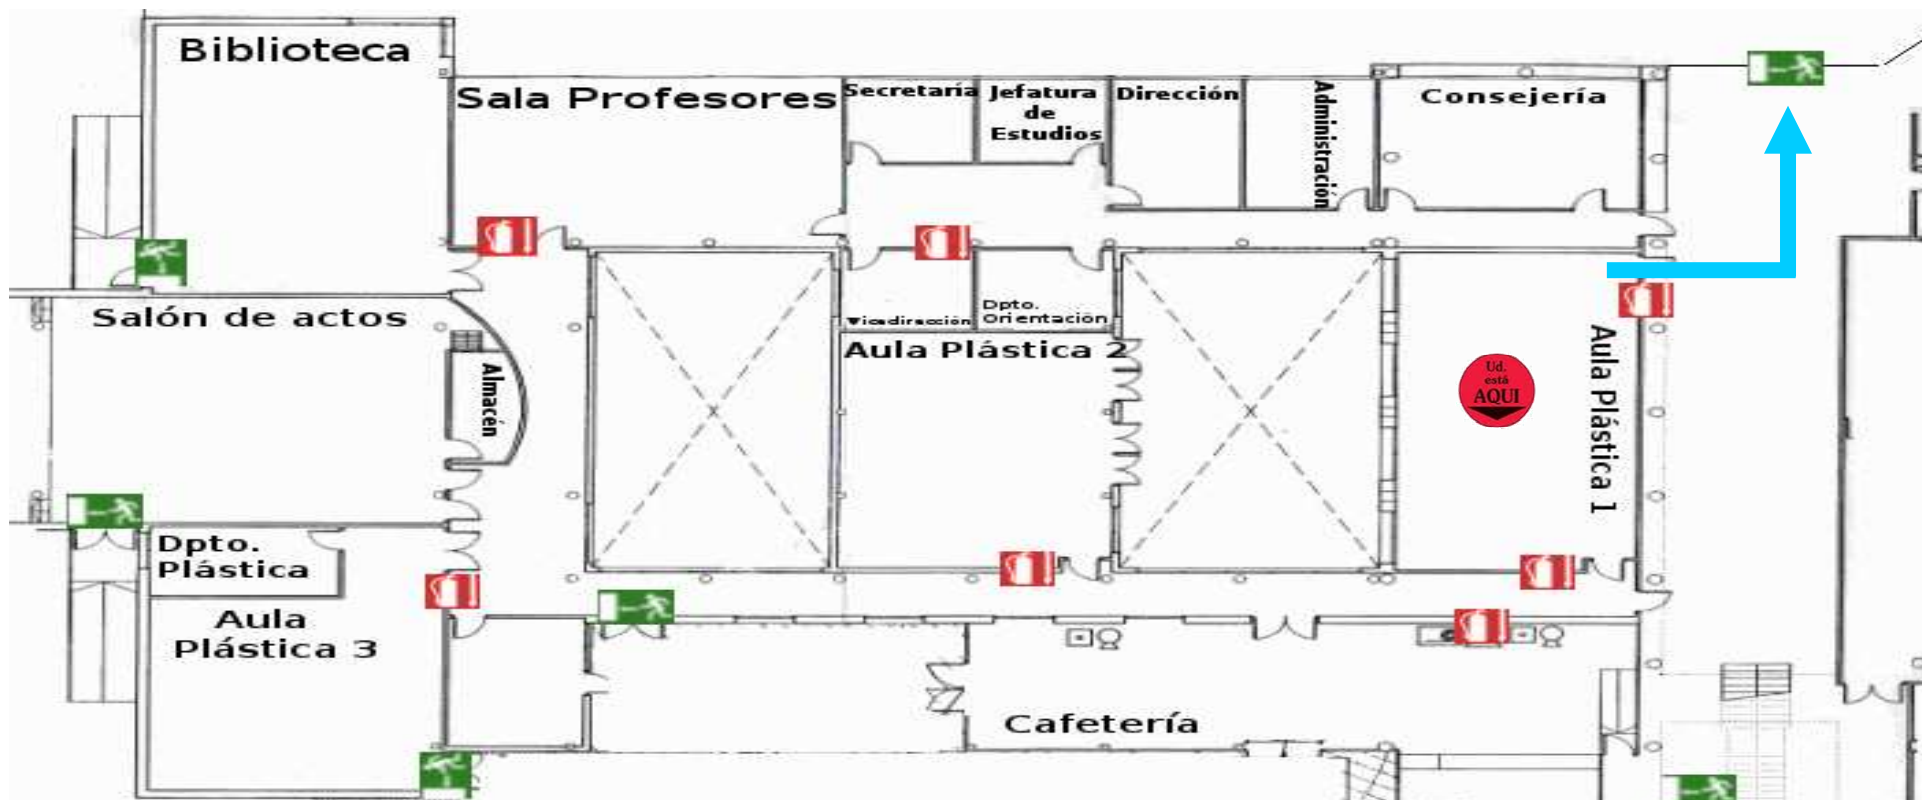 Biblioteca
Sala Profesores
Secretaría
Jefatura
de
Estudios
Dirección
Administración
Consejería
Salón de actos
Almacén
Vicedirección
Dpto.
Orientación
Aula Plástica 2
Ud.
está
AQUI
Aula Plástica 1
Dpto.
Plástica
Aula
Plástica 3
Cafetería